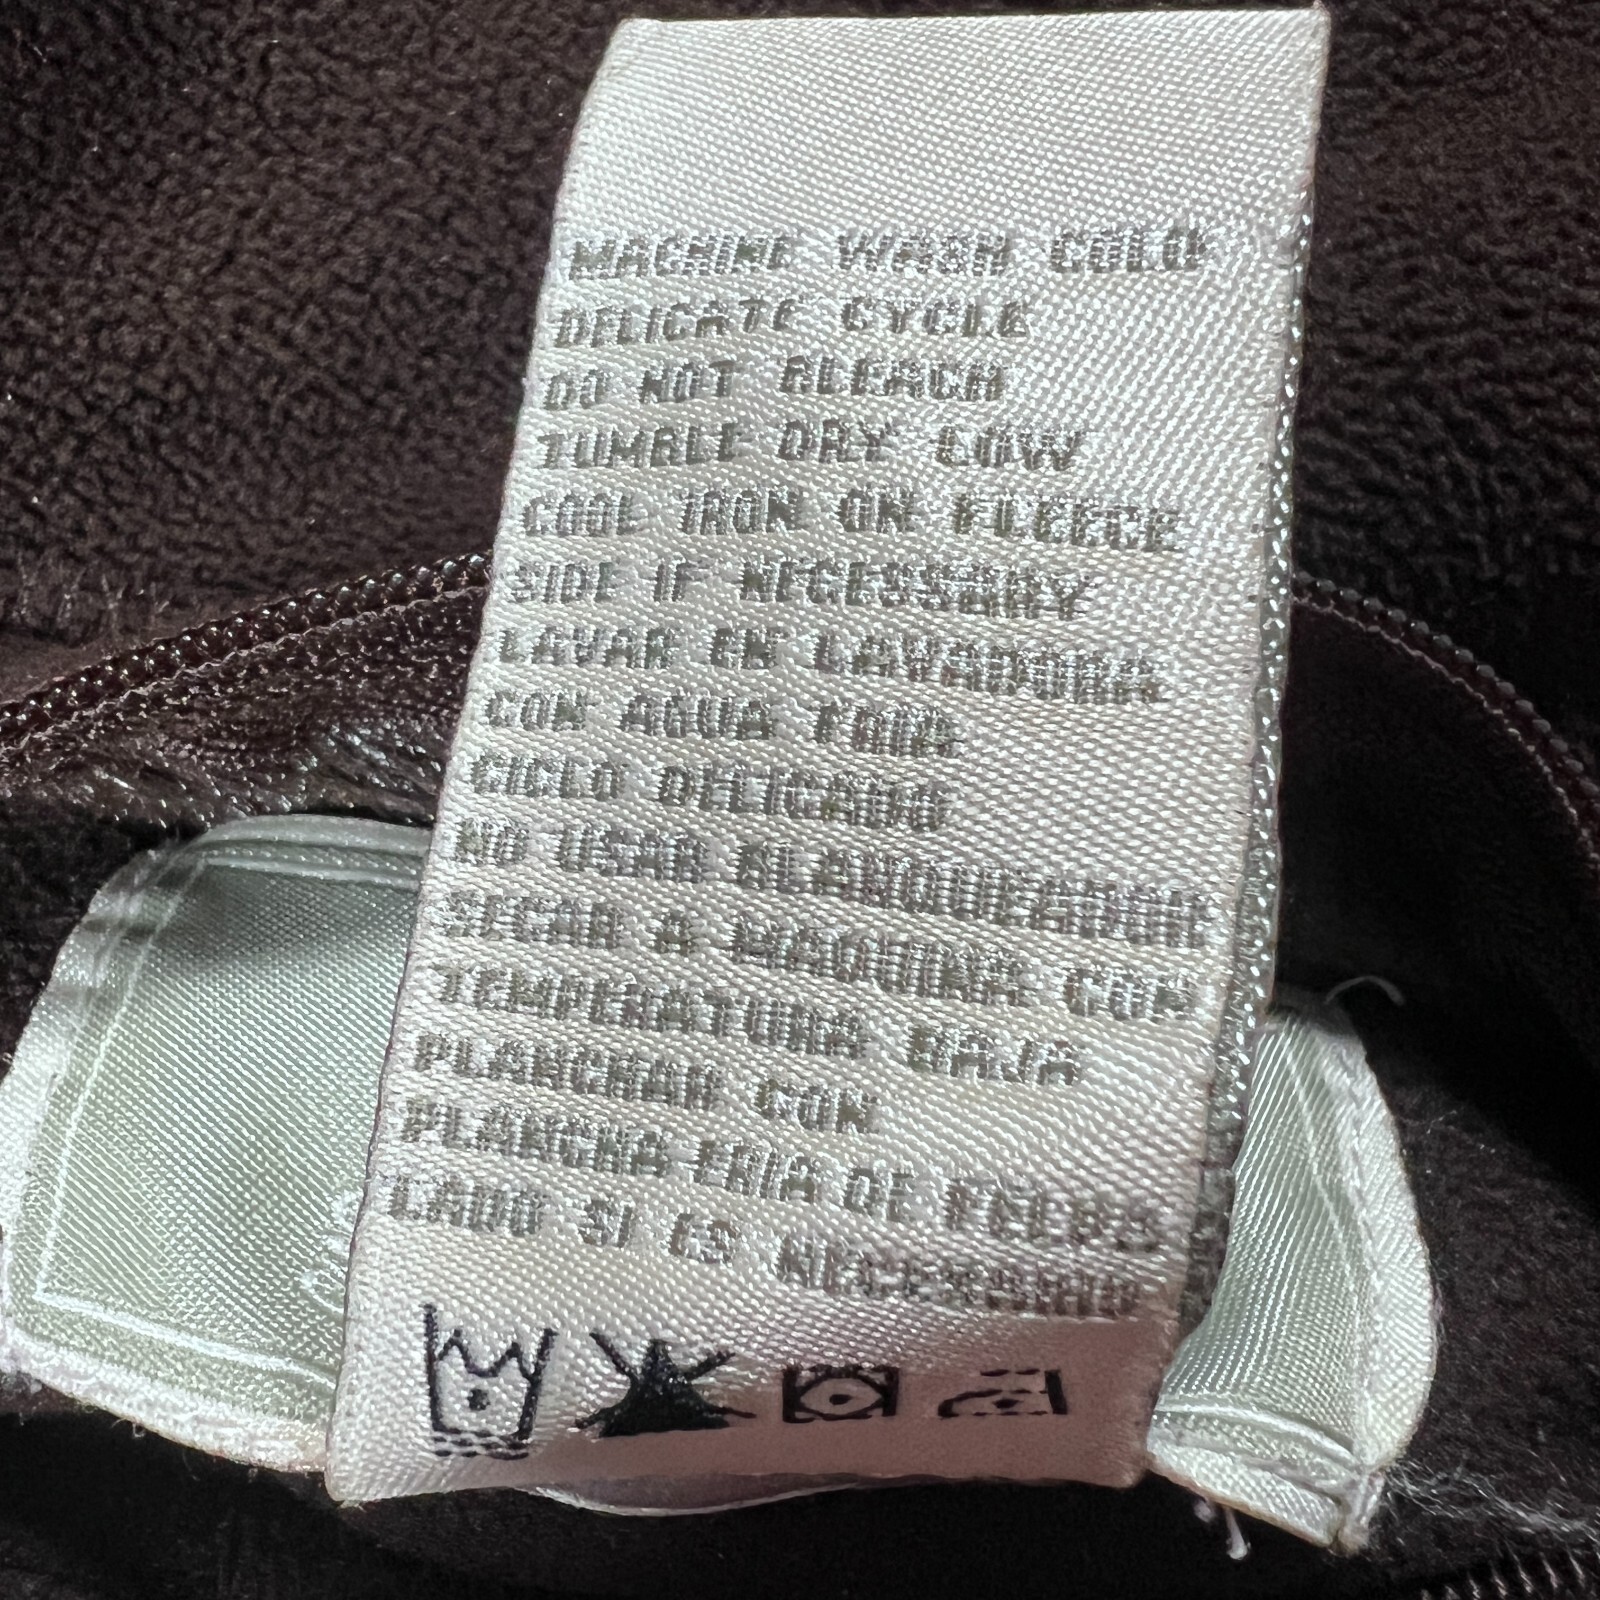 MACHINE WASH COLD
DELICATE CYCLE
DO NOT BLEACH
TUMBLE DRY LOW
COOL IRON ON FLEECE
SIDE IF NECESSARY
LAVAR EN LAVADORA
CON AGUA FRIA
CICLO DELICADO
NO USAR BLANQUEADOR
SECAR A MAQUINA CON
TEMPERATURA BAJA
PLANCHAR CON
PLANCHA FRIA DE
LADO SI ES NECESARIO